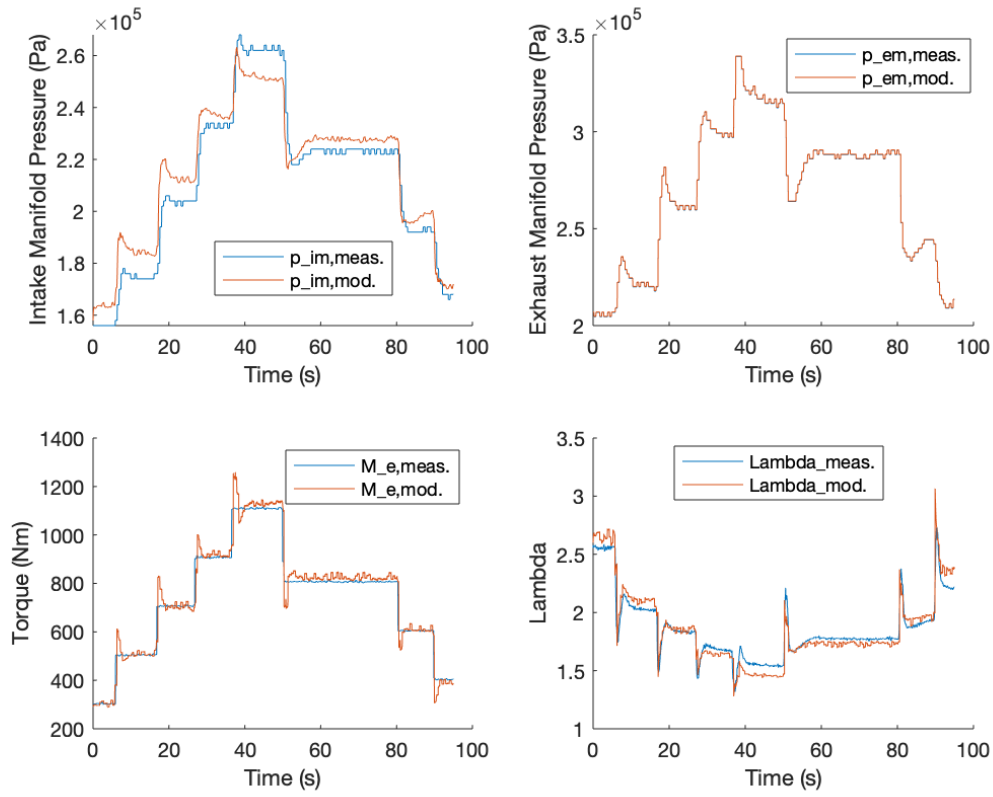 × 10^5
2.6
2.4
2.2
2
1.8
1.6
0 20 40 60 80 100
Intake Manifold Pressure (Pa)
Time (s)
p_im,meas.
p_im,mod.
3.5 × 10^5
3
2.5
2
0 20 40 60 80 100
Exhaust Manifold Pressure (Pa)
Time (s)
p_em,meas.
p_em,mod.
1400
1200
1000
800
600
400
200
0 20 40 60 80 100
Torque (Nm)
Time (s)
M_e,meas.
M_e,mod.
3.5
3
2.5
2
1.5
1
0 20 40 60 80 100
Lambda
Time (s)
Lambda_meas.
Lambda_mod.